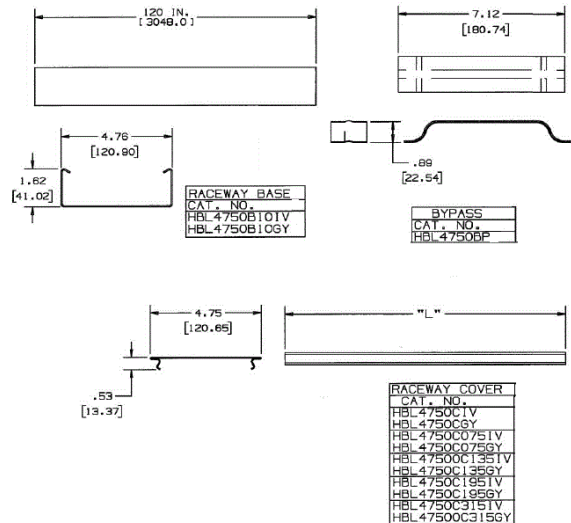 120 IN.
[3048.0]
7.12
[180.74]
4.76
[120.90]
1.62
[41.02]
.89
[22.54]
RACEWAY BASE
CAT. NO.
HBL4750B10IV
HBL4750B10GY
BYPASS
CAT. NO.
HBL4750BP
4.75
[120.65]
"L"
.53
[13.37]
RACEWAY COVER
CAT. NO.
HBL4750CIV
HBL4750CGY
HBL4750C075IV
HBL4750C075GY
HBL47500C135IV
HBL4750C135GY
HBL4750C195IV
HBL4750C195GY
HBL4750C315IV
HBL47500C315GY